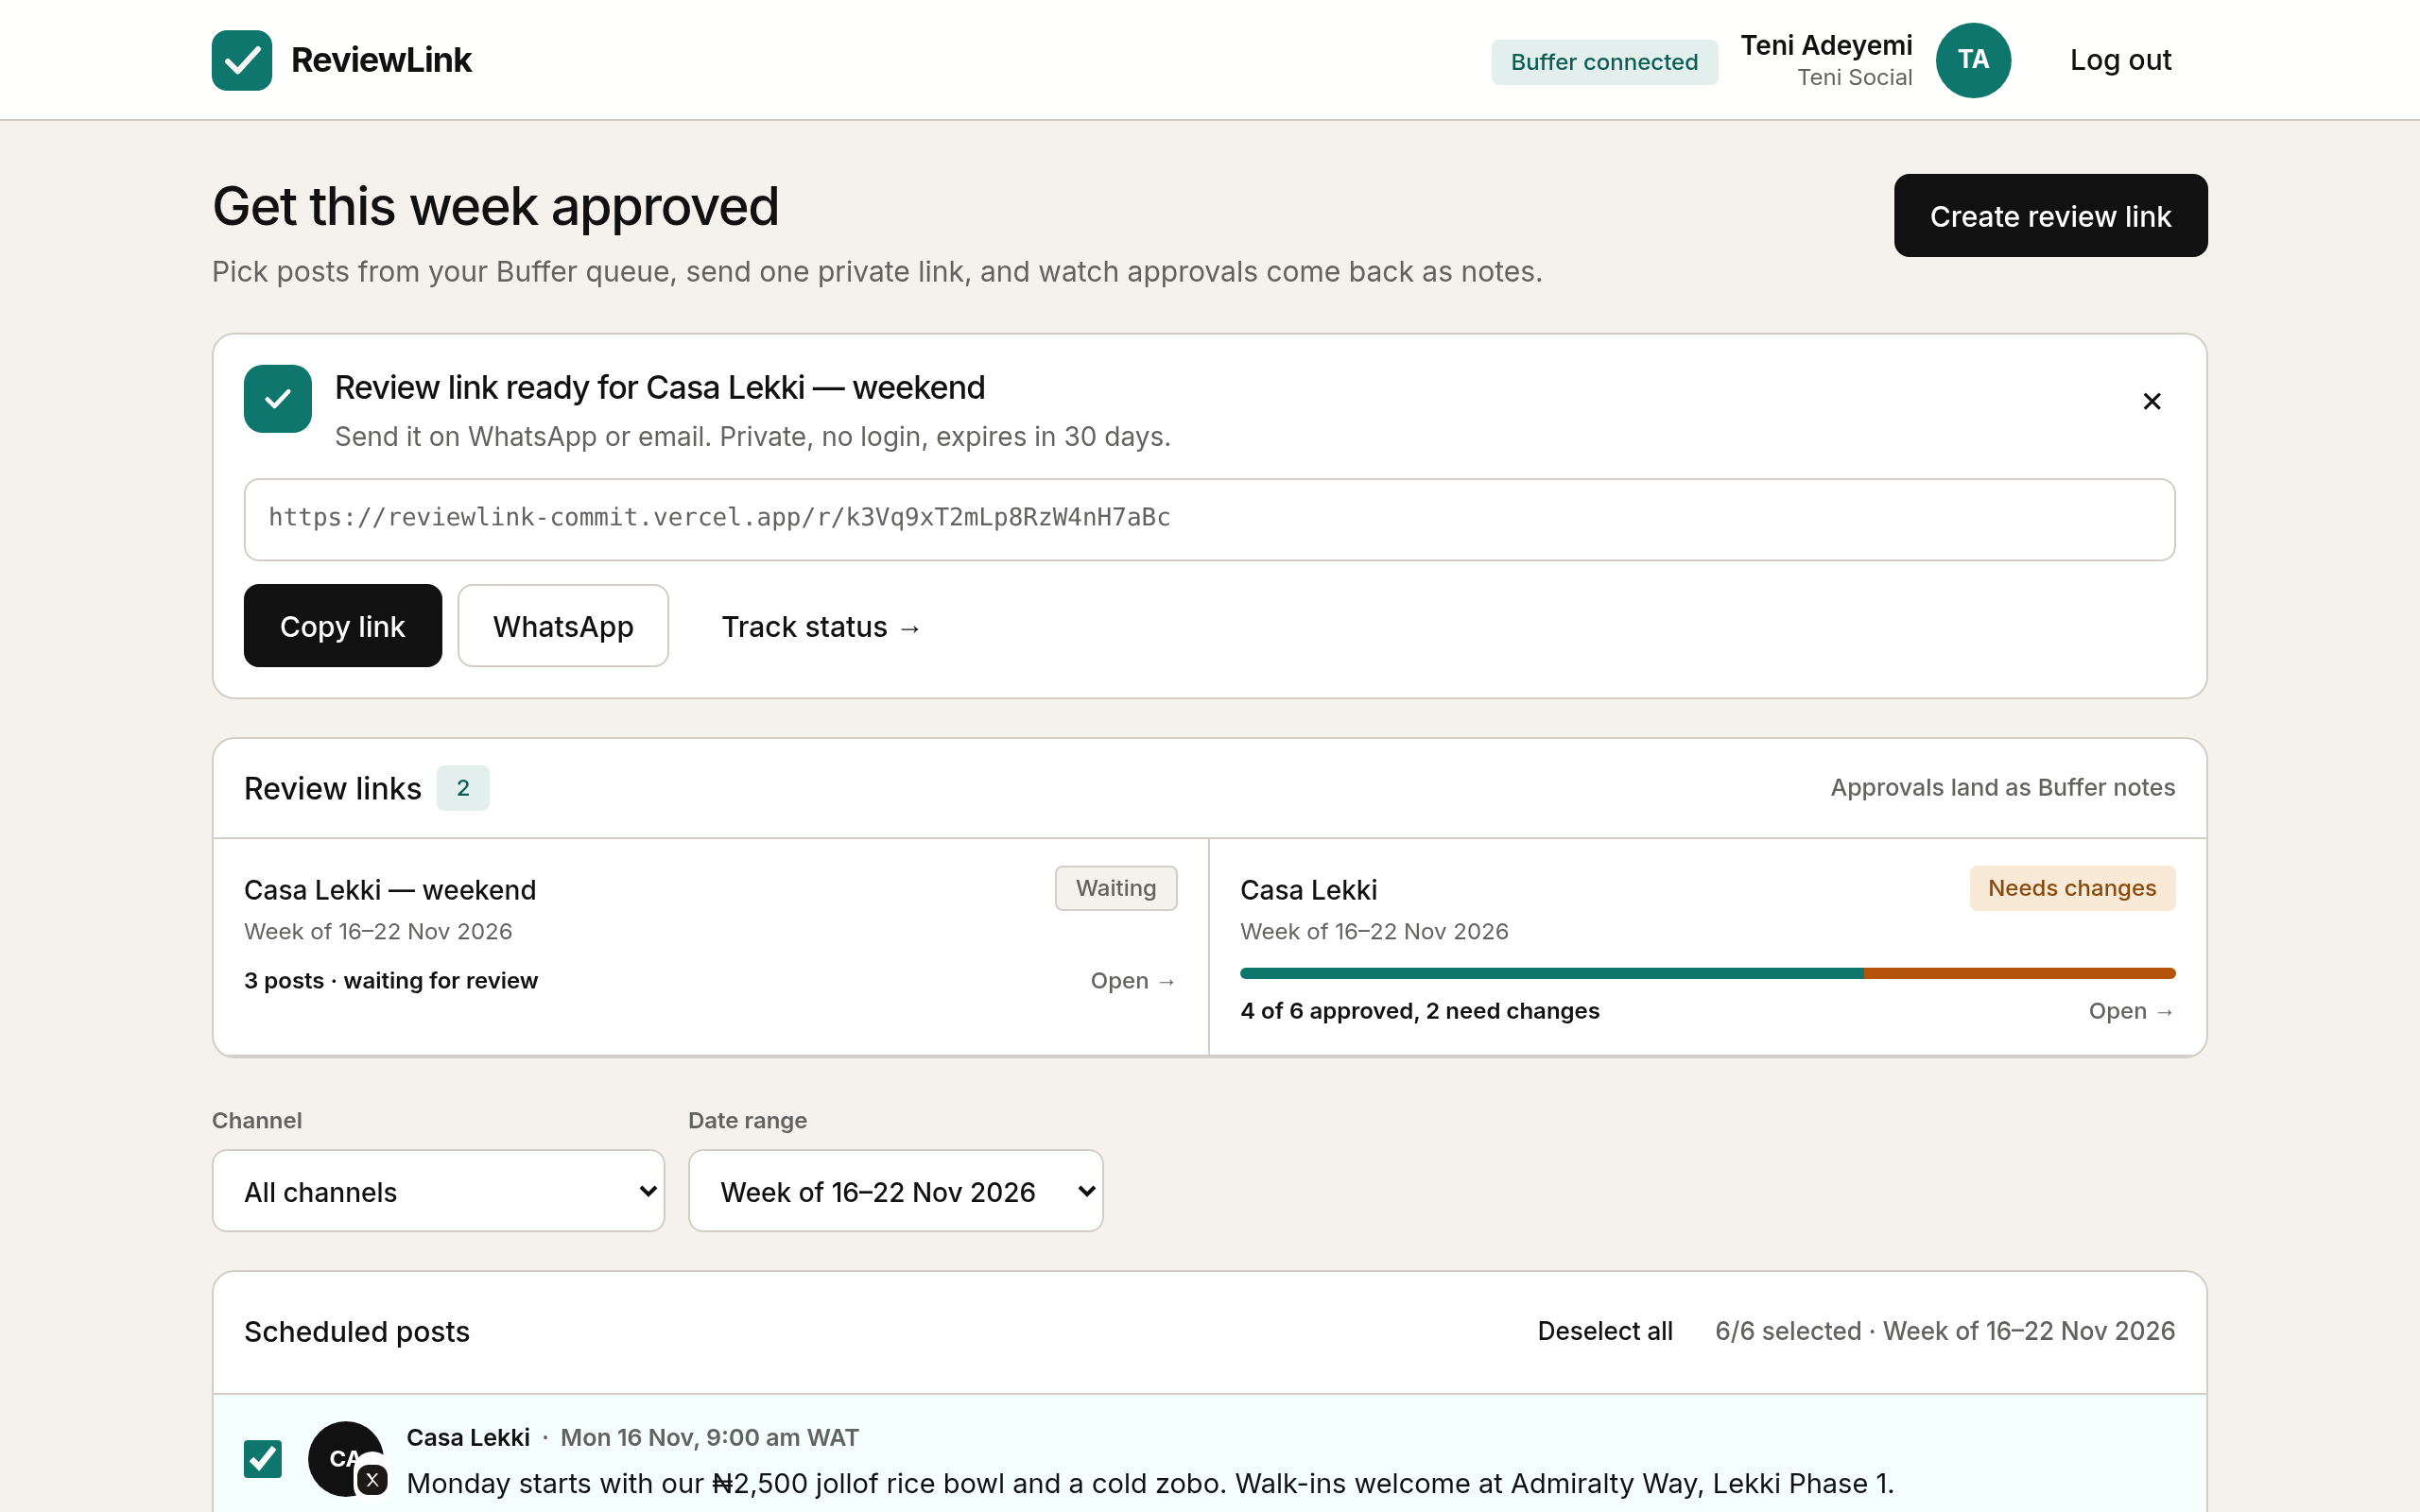 ReviewLink
Buffer connected
Teni Adeyemi
Teni Social
TA
Log out
Get this week approved
Create review link
Pick posts from your Buffer queue, send one private link, and watch approvals come back as notes.
Review link ready for Casa Lekki — weekend
×
Send it on WhatsApp or email. Private, no login, expires in 30 days.
https://reviewlink-commit.vercel.app/r/k3Vq9xT2mLp8RzW4nH7aBc
Copy link
WhatsApp
Track status →
Review links
2
Approvals land as Buffer notes
Casa Lekki — weekend
Waiting
Week of 16–22 Nov 2026
3 posts · waiting for review
Open →
Casa Lekki
Needs changes
Week of 16–22 Nov 2026
4 of 6 approved, 2 need changes
Open →
Channel
Date range
All channels
Week of 16–22 Nov 2026
Scheduled posts
Deselect all
6/6 selected · Week of 16–22 Nov 2026
CA
X
Casa Lekki · Mon 16 Nov, 9:00 am WAT
Monday starts with our ₦2,500 jollof rice bowl and a cold zobo. Walk-ins welcome at Admiralty Way, Lekki Phase 1.